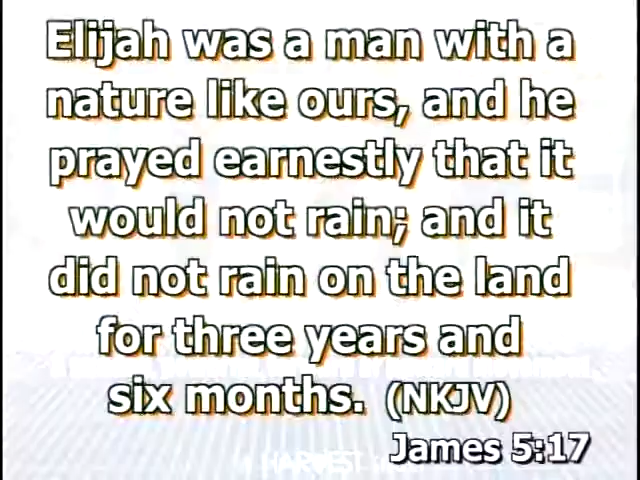 Elijah was a man with a
nature like ours, and he
prayed earnestly that it
would not rain; and it
did not rain on the land
for three years and
six months. (NKJV)
James 5:17
HARVEST